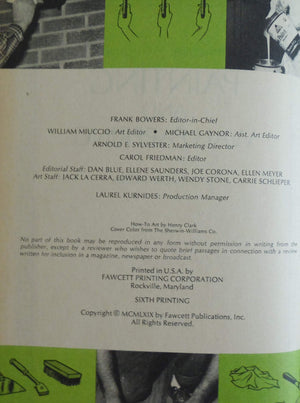 FRANK BOWERS: Editor-in-Chief
WILLIAM MIUCCIO: Art Editor • MICHAEL GAYNOR: Asst. Art Editor
ARNOLD E. SYLVESTER: Marketing Director
CAROL FRIEDMAN: Editor
Editorial Staff: DAN BLUE, ELLENE SAUNDERS, JOE CORONA, ELLEN MEYER
Art Staff: JACK LA CERRA, EDWARD WERTH, WENDY STONE, CARRIE SCHLIEPER
LAUREL KURNIDES: Production Manager
How-To Art by Henry Clark
Cover Color from The Sherwin-Williams Co.
No part of this book may be reproduced in any form without permission in writing from the
publisher, except by a reviewer who wishes to quote brief passages in connection with a review
written for inclusion in a magazine, newspaper or broadcast.
Printed in U.S.A. by
FAWCETT PRINTING CORPORATION
Rockville, Maryland
SIXTH PRINTING
Copyright © MCMLXIX by Fawcett Publications, Inc.
All Rights Reserved.